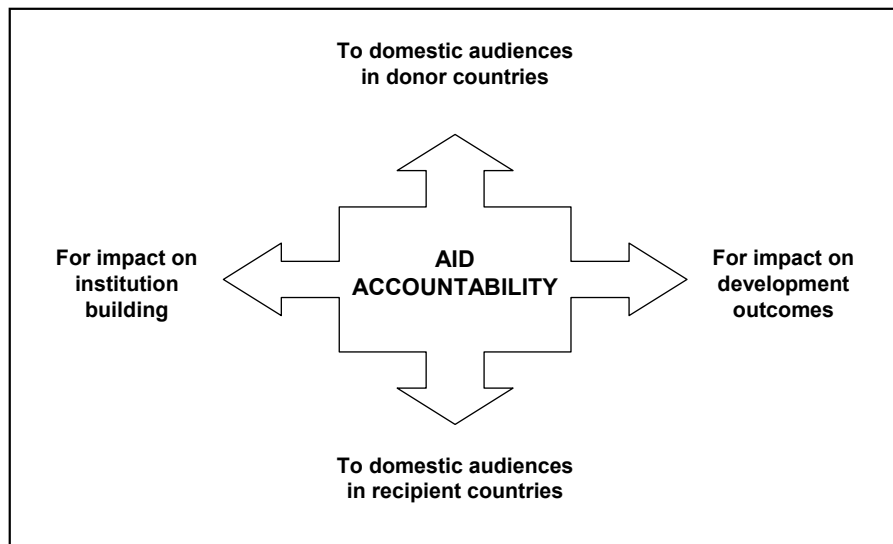 To domestic audiences
in donor countries
For impact on
institution
building
AID
ACCOUNTABILITY
For impact on
development
outcomes
To domestic audiences
in recipient countries